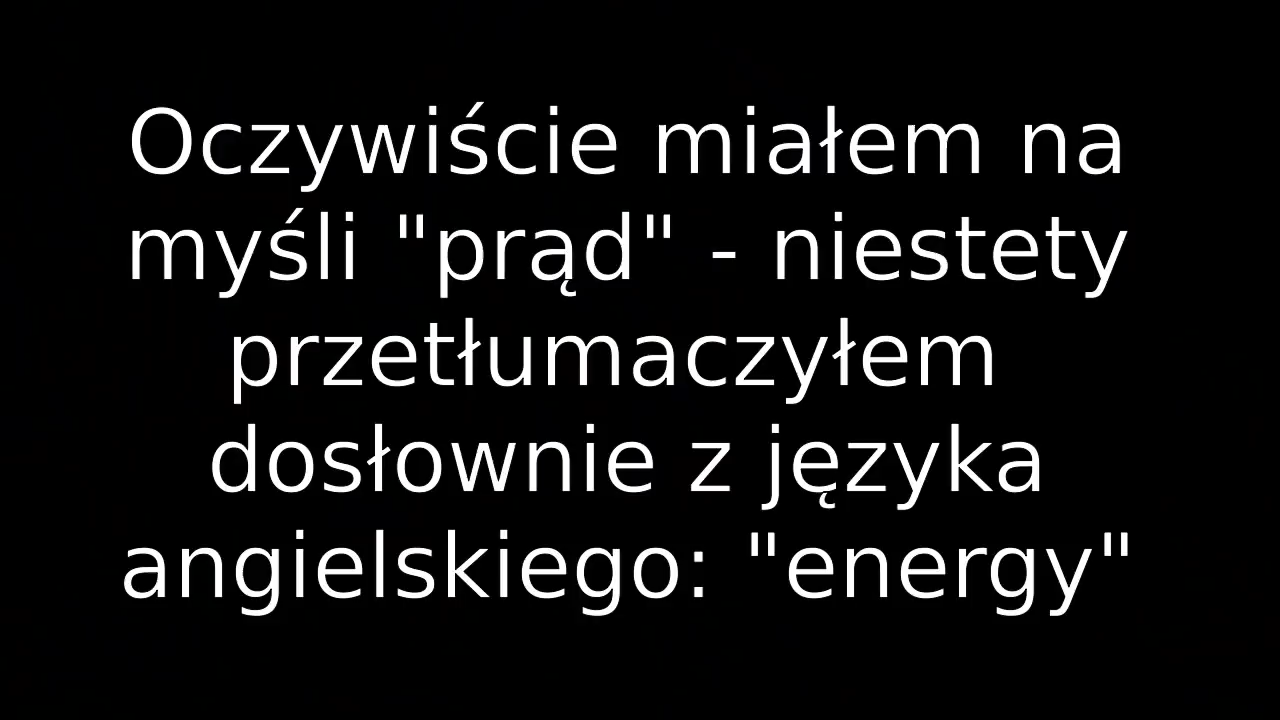 Oczywiście miałem na
myśli "prąd" - niestety
przetłumaczyłem
dosłownie z języka
angielskiego: "energy"